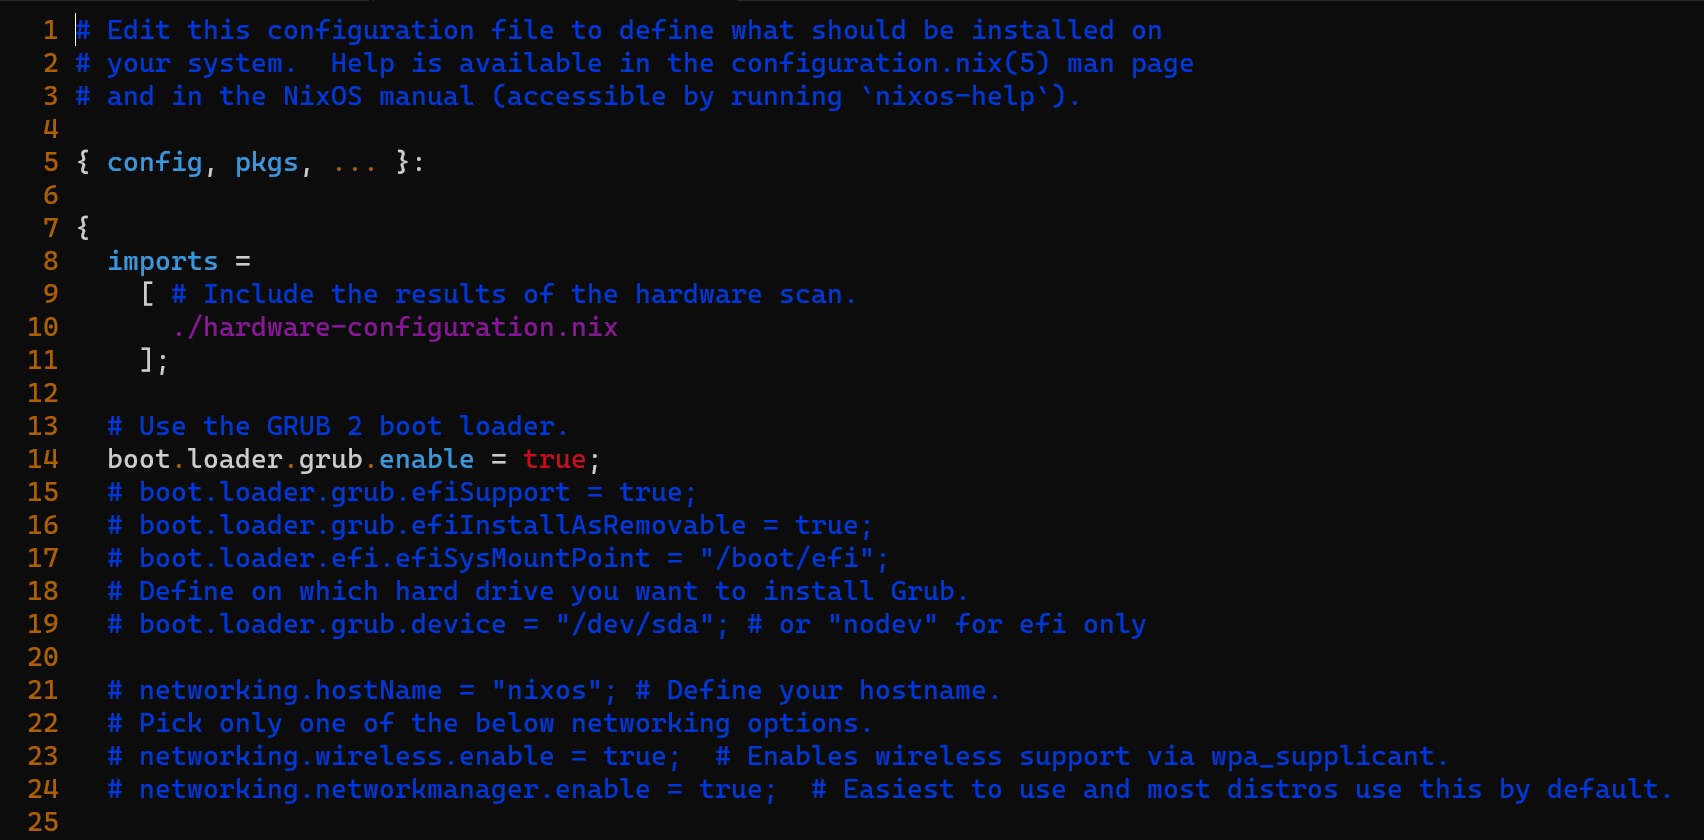 1 # Edit this configuration file to define what should be installed on
2 # your system.  Help is available in the configuration.nix(5) man page
3 # and in the NixOS manual (accessible by running `nixos-help`).
4
5 { config, pkgs, ... }:
6
7 {
8   imports =
9     [ # Include the results of the hardware scan.
10       ./hardware-configuration.nix
11     ];
12
13   # Use the GRUB 2 boot loader.
14   boot.loader.grub.enable = true;
15   # boot.loader.grub.efiSupport = true;
16   # boot.loader.grub.efiInstallAsRemovable = true;
17   # boot.loader.efi.efiSysMountPoint = "/boot/efi";
18   # Define on which hard drive you want to install Grub.
19   # boot.loader.grub.device = "/dev/sda"; # or "nodev" for efi only
20
21   # networking.hostName = "nixos"; # Define your hostname.
22   # Pick only one of the below networking options.
23   # networking.wireless.enable = true;  # Enables wireless support via wpa_supplicant.
24   # networking.networkmanager.enable = true;  # Easiest to use and most distros use this by default.
25